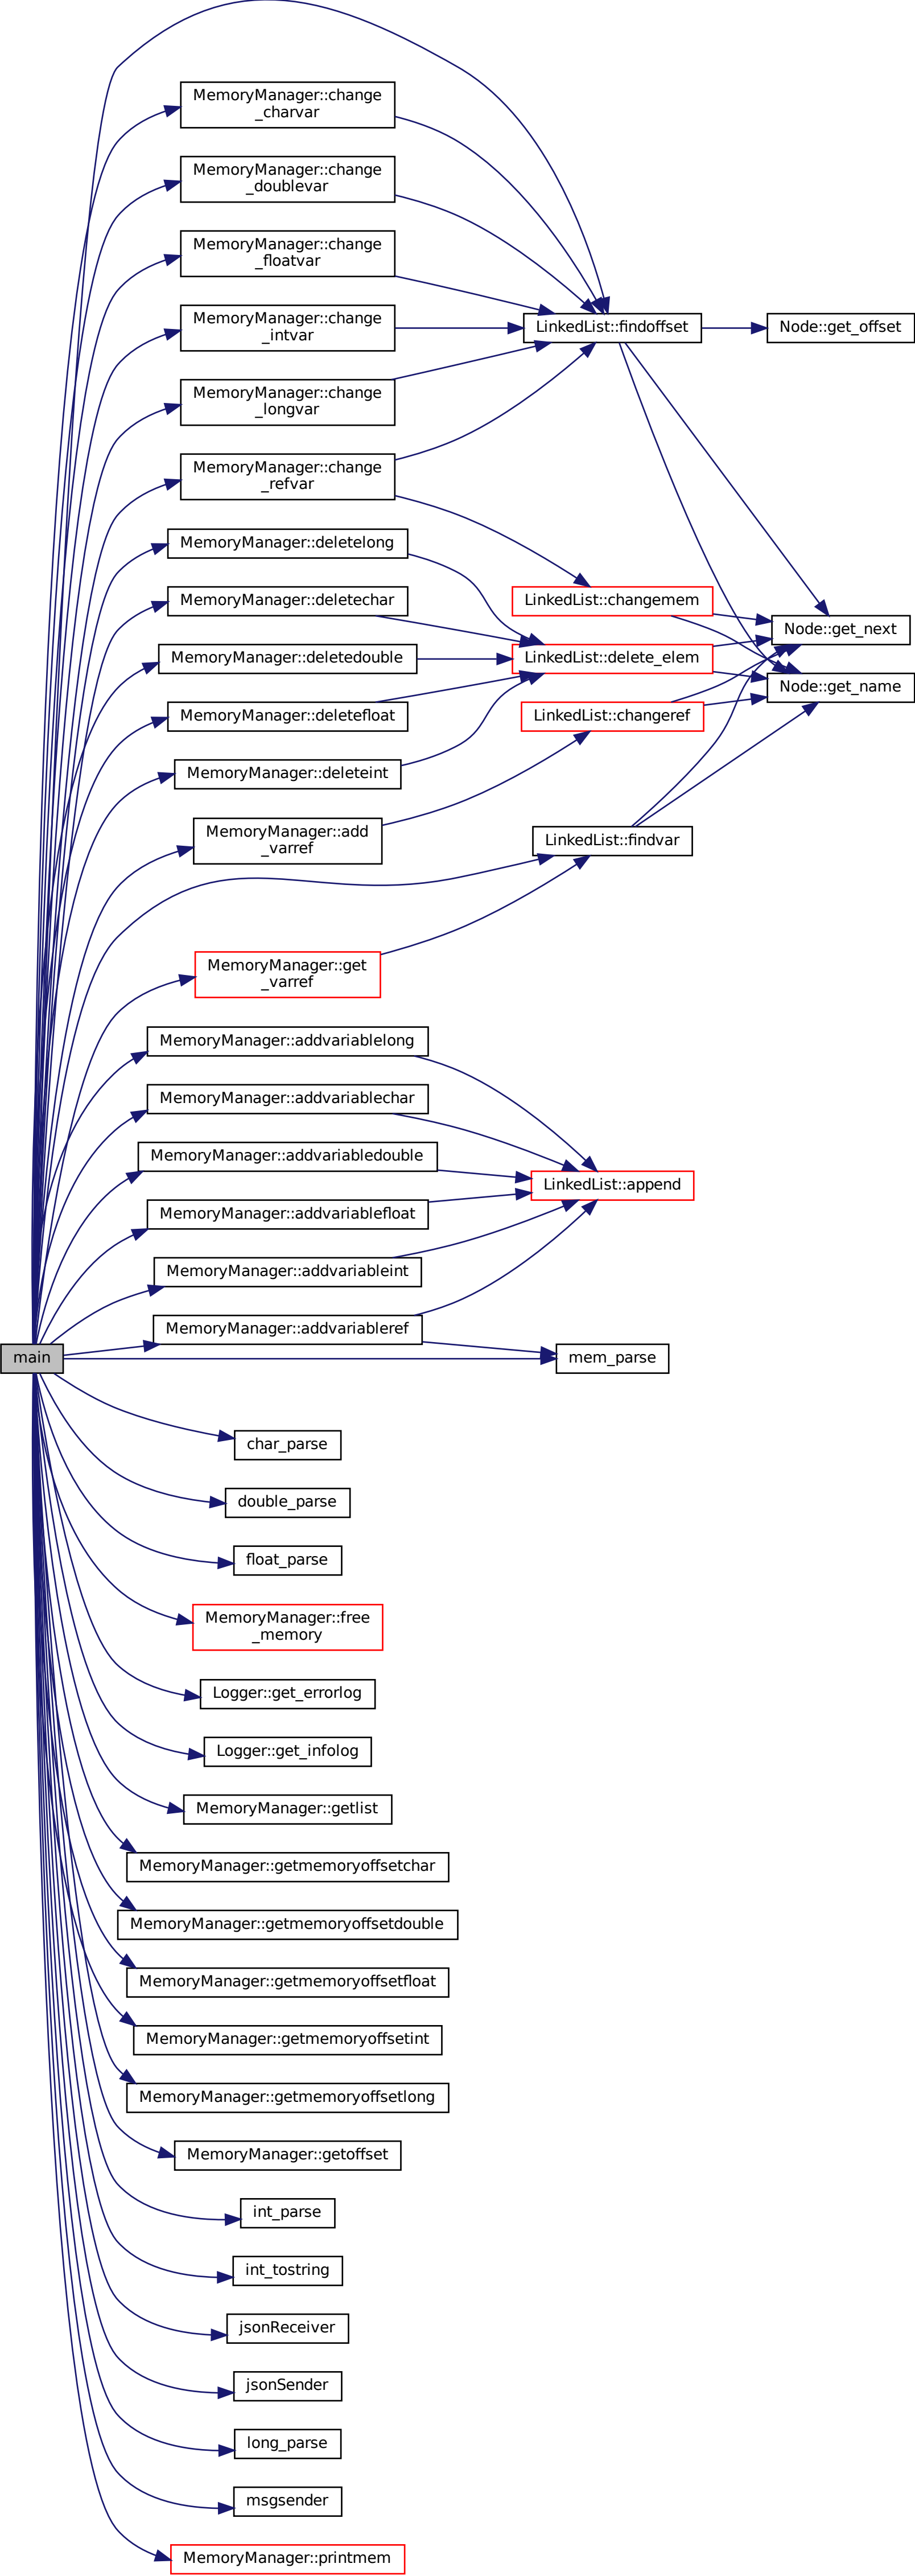 MemoryManager::change
_charvar
MemoryManager::change
_doublevar
MemoryManager::change
_floatvar
MemoryManager::change
_intvar
LinkedList::findoffset
Node::get_offset
MemoryManager::change
_longvar
MemoryManager::change
_refvar
MemoryManager::deletelong
MemoryManager::deletechar
LinkedList::changemem
Node::get_next
MemoryManager::deletedouble
LinkedList::delete_elem
Node::get_name
MemoryManager::deletefloat
LinkedList::changeref
MemoryManager::deleteint
MemoryManager::add
_varref
LinkedList::findvar
MemoryManager::get
_varref
MemoryManager::addvariablelong
MemoryManager::addvariablechar
MemoryManager::addvariabledouble
LinkedList::append
MemoryManager::addvariablefloat
MemoryManager::addvariableint
MemoryManager::addvariableref
main
mem_parse
char_parse
double_parse
float_parse
MemoryManager::free
_memory
Logger::get_errorlog
Logger::get_infolog
MemoryManager::getlist
MemoryManager::getmemoryoffsetchar
MemoryManager::getmemoryoffsetdouble
MemoryManager::getmemoryoffsetfloat
MemoryManager::getmemoryoffsetint
MemoryManager::getmemoryoffsetlong
MemoryManager::getoffset
int_parse
int_tostring
jsonReceiver
jsonSender
long_parse
msgsender
MemoryManager::printmem